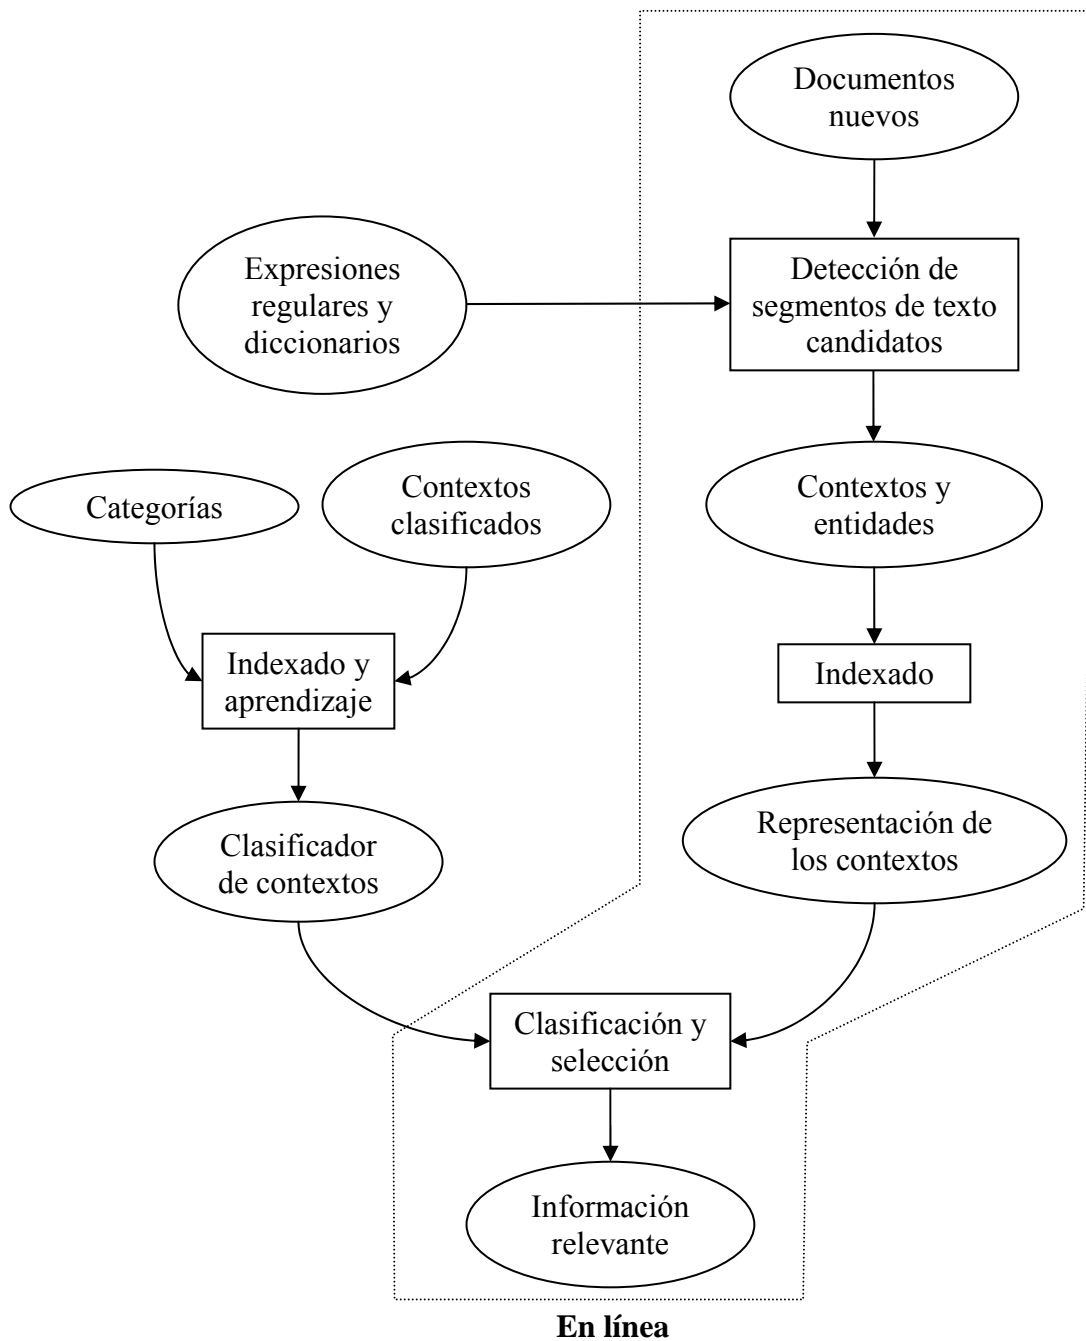 Documentos
nuevos
Expresiones
regulares y
diccionarios
Detección de
segmentos de texto
candidatos
Categorías
Contextos
clasificados
Contextos y
entidades
Indexado y
aprendizaje
Indexado
Clasificador
de contextos
Representación de
los contextos
Clasificación y
selección
Información
relevante
En línea